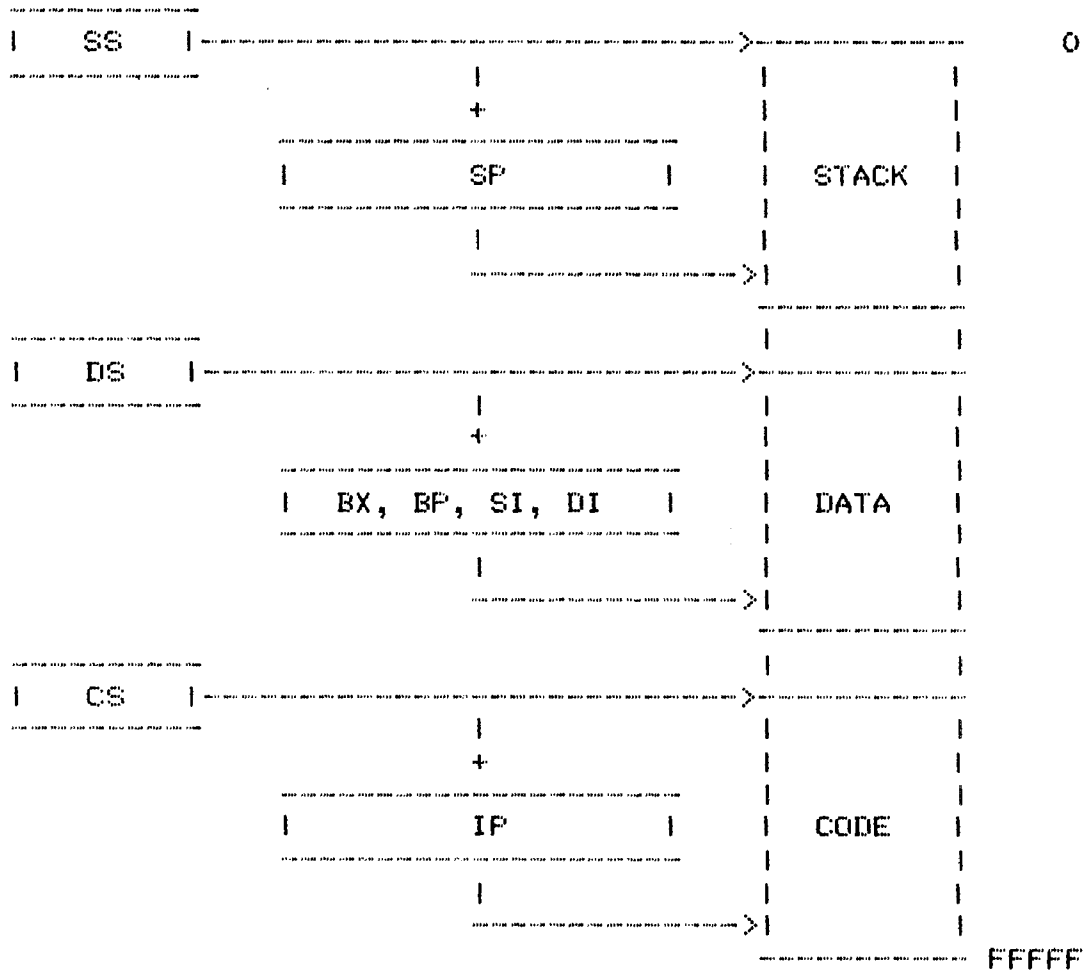 SS 0
SP STACK
DS
BX, BP, SI, DI DATA
CS
IP CODE
FFFFF